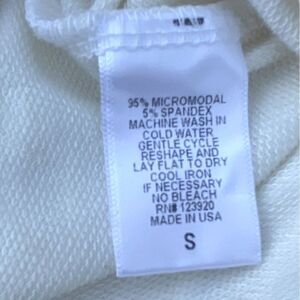 95% MICROMODAL
5% SPANDEX
MACHINE WASH IN
COLD WATER
GENTLE CYCLE
RESHAPE AND
LAY FLAT TO DRY
COOL IRON
IF NECESSARY
NO BLEACH
RN# 123920
MADE IN USA
S